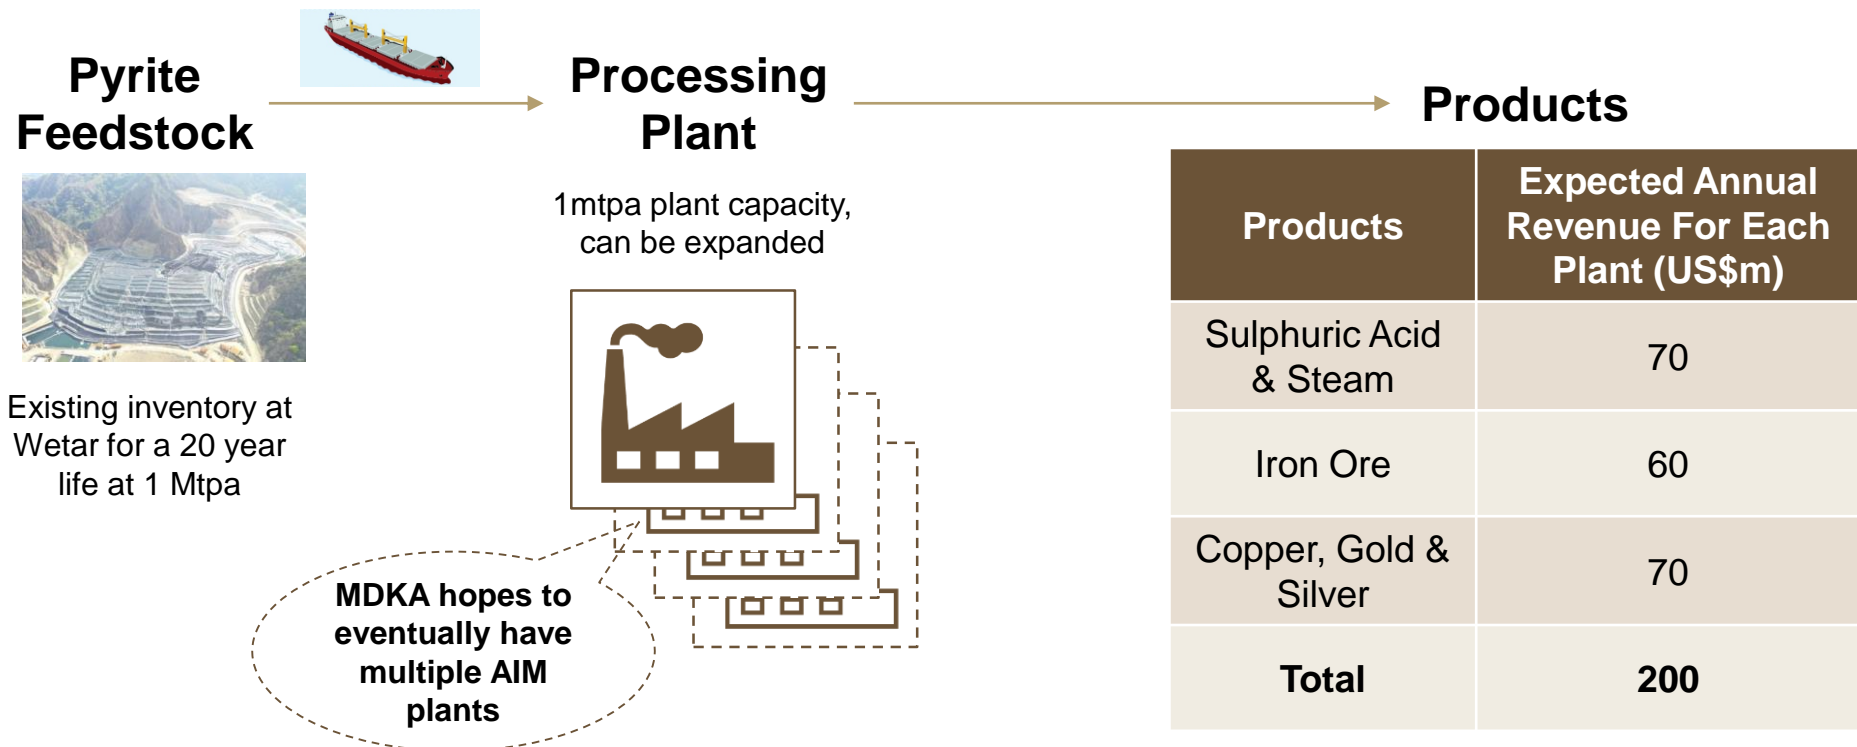 Pyrite
Feedstock
Existing inventory at
Wetar for a 20 year
life at 1 Mtpa
Processing
Plant
1mtpa plant capacity,
can be expanded
MDKA hopes to
eventually have
multiple AIM
plants
Products
Products
Expected Annual
Revenue For Each
Plant (US$m)
Sulphuric Acid
& Steam
70
Iron Ore
60
Copper, Gold &
Silver
70
Total
200